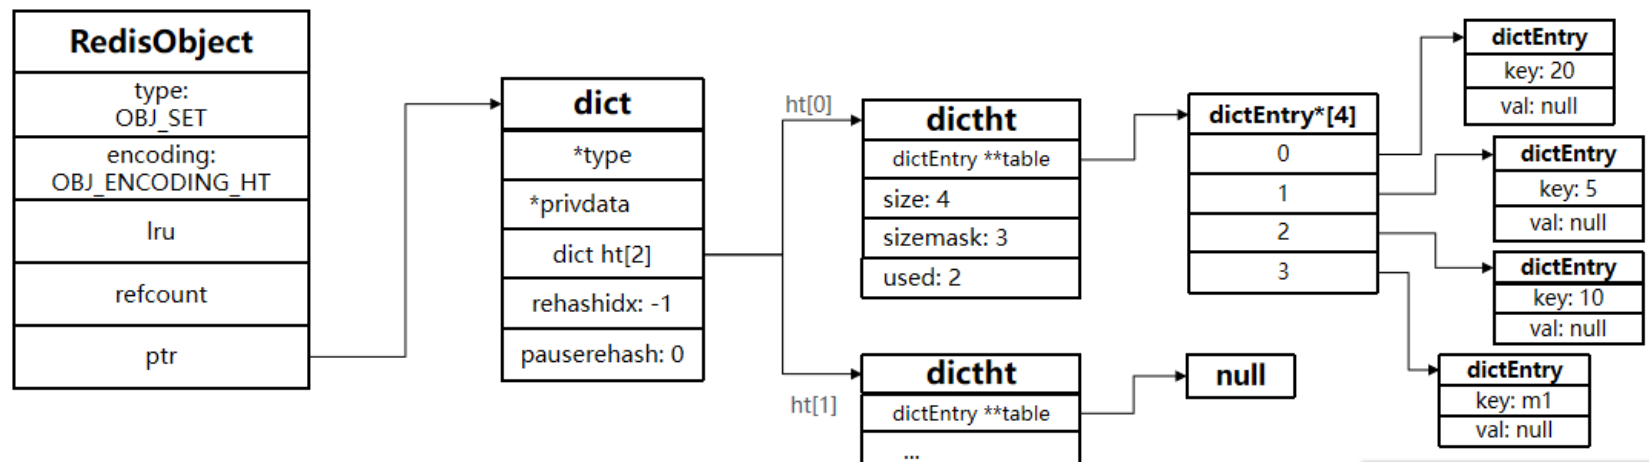 RedisObject
type:
OBJ_SET
encoding:
OBJ_ENCODING_HT
lru
refcount
ptr
dict
*type
*privdata
dict ht[2]
rehashidx: -1
pauserehash: 0
ht[0]
dictht
dictEntry **table
size: 4
sizemask: 3
used: 2
ht[1]
dictht
dictEntry **table
...
dictEntry*[4]
0
1
2
3
null
dictEntry
key: 20
val: null
dictEntry
key: 5
val: null
dictEntry
key: 10
val: null
dictEntry
key: m1
val: null